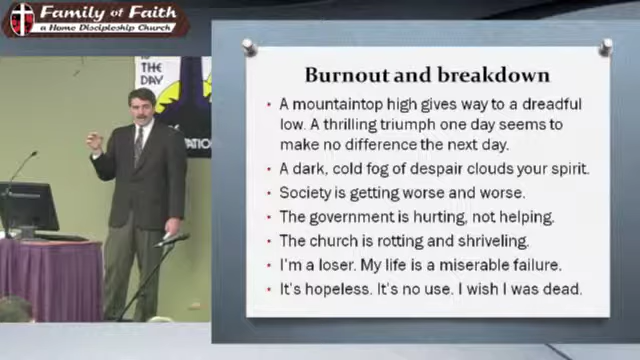 Family of Faith
a Home Discipleship Church
THE
DAY
Burnout and breakdown
• A mountaintop high gives way to a dreadful
low. A thrilling triumph one day seems to
make no difference the next day.
• A dark, cold fog of despair clouds your spirit.
• Society is getting worse and worse.
• The government is hurting, not helping.
• The church is rotting and shriveling.
• I'm a loser. My life is a miserable failure.
• It's hopeless. It's no use. I wish I was dead.